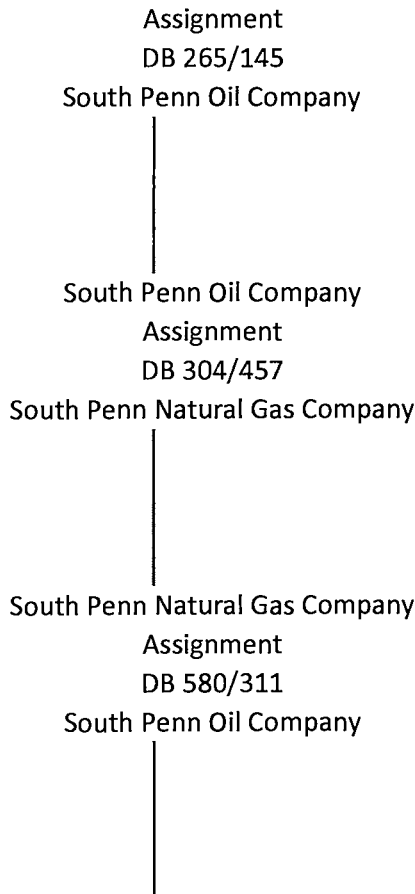 Assignment
DB 265/145
South Penn Oil Company
South Penn Oil Company
Assignment
DB 304/457
South Penn Natural Gas Company
South Penn Natural Gas Company
Assignment
DB 580/311
South Penn Oil Company